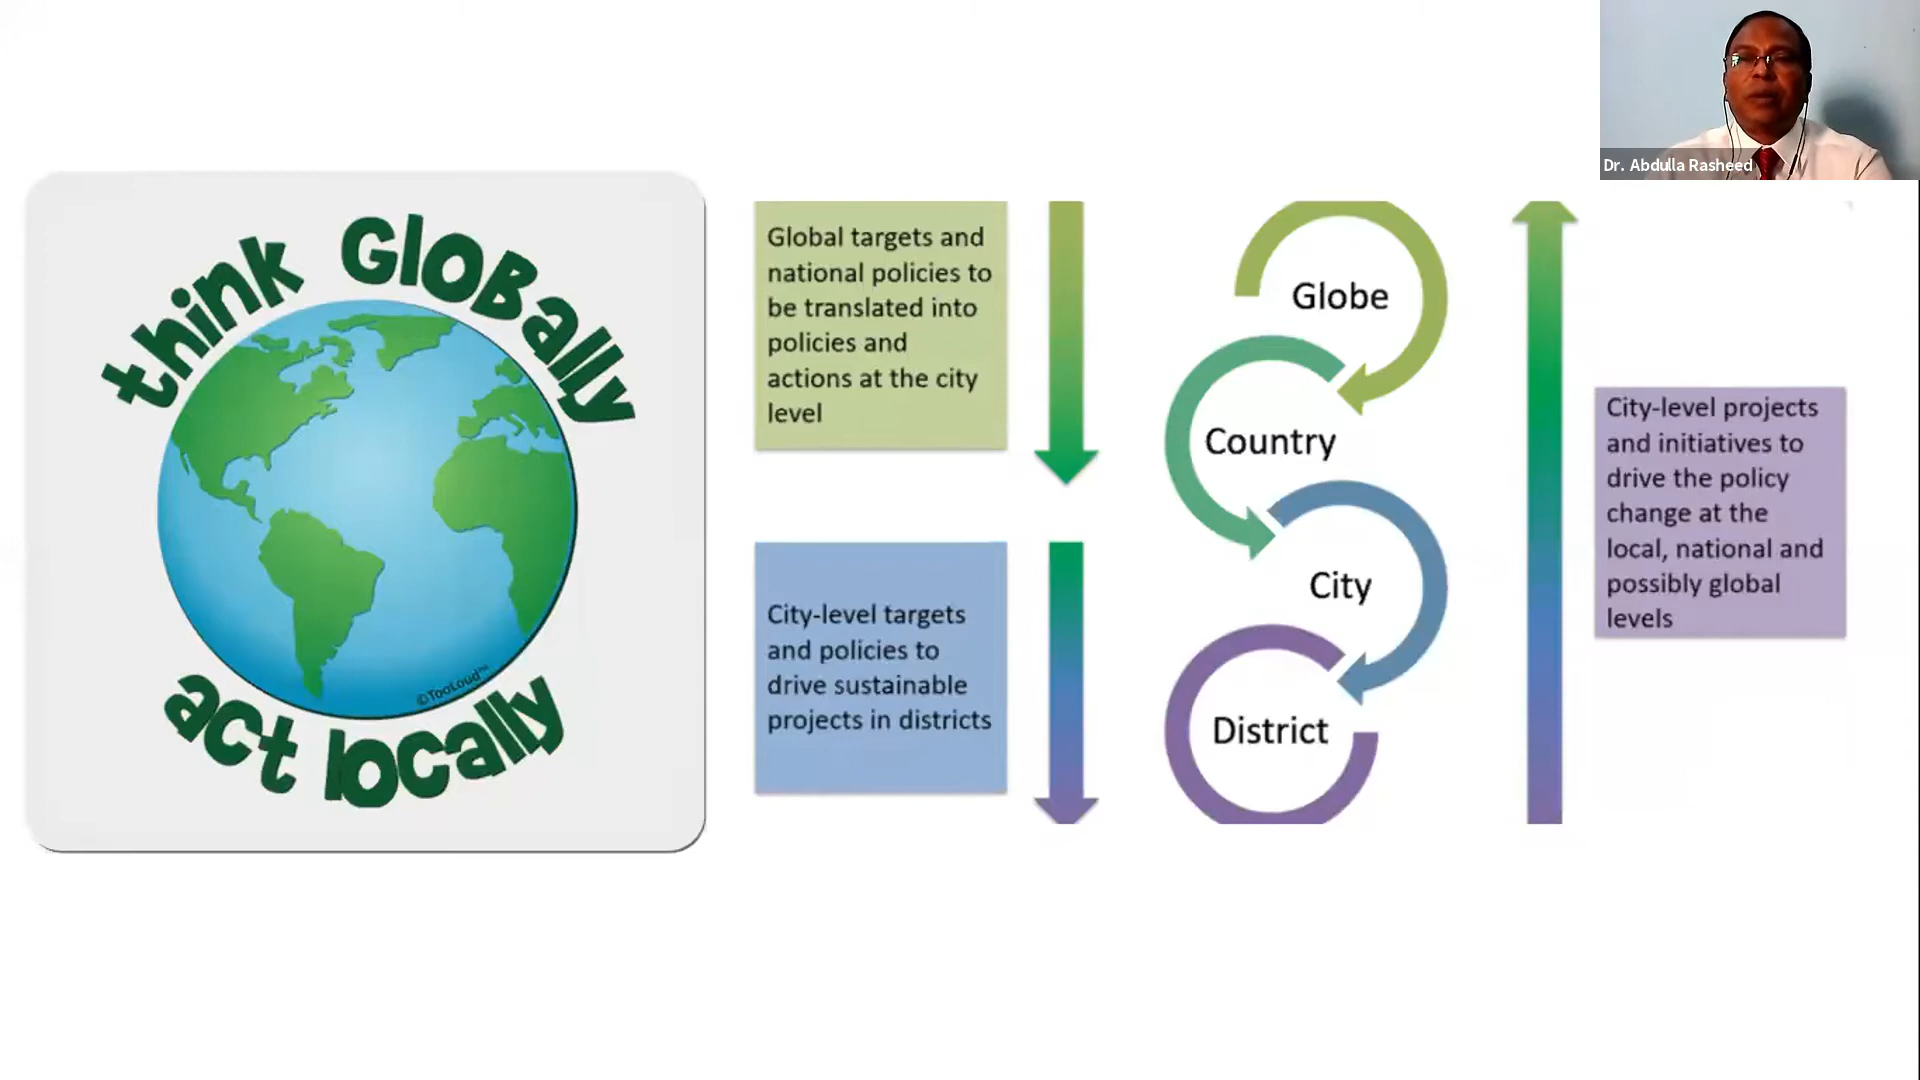 Dr. Abdulla Rasheed
think GloBally
©TooLoud™
act locally
Global targets and
national policies to
be translated into
policies and
actions at the city
level
City-level targets
and policies to
drive sustainable
projects in districts
Globe
Country
City
District
City-level projects
and initiatives to
drive the policy
change at the
local, national and
possibly global
levels